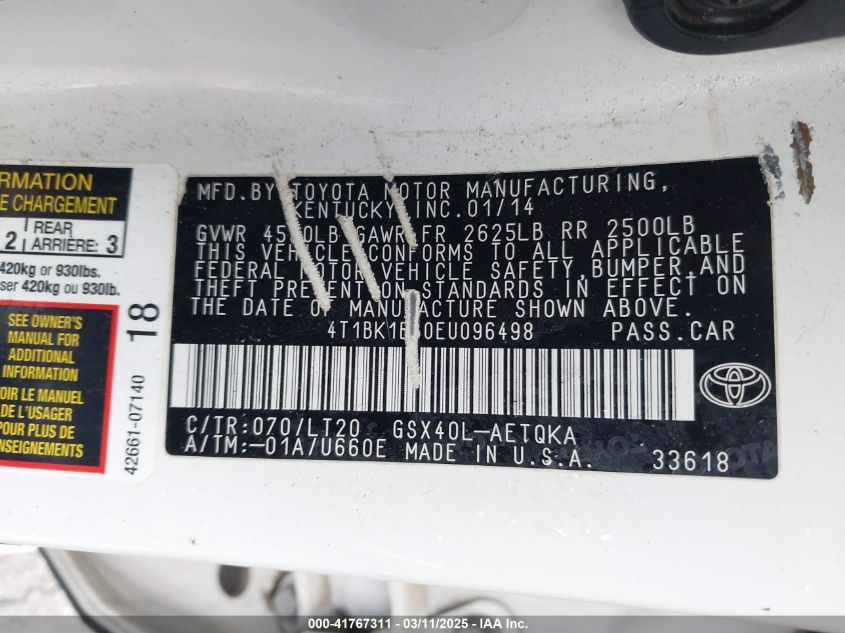 RMATION
E CHARGEMENT
2 REAR ARRIÈRE: 3
420kg or 930lbs.
ser 420kg ou 930lb.
SEE OWNER'S
MANUAL FOR
ADDITIONAL
INFORMATION
VOIR LE MANUEL
DE L'USAGER
POUR PLUS DE
RENSEIGNEMENTS
18
42661-07140
MFD.BY TOYOTA MOTOR MANUFACTURING,
KENTUCKY, INC.01/14
GVWR GAWR FR 2625LB RR 2500LB
THIS VEHICLE CONFORMS TO ALL APPLICABLE
FEDERAL MOTOR VEHICLE SAFETY,BUMPER,AND
THEFT PREVENTION STANDARDS IN EFFECT ON
THE DATE OF MANUFACTURE SHOWN ABOVE.
PASS.CAR
C/TR:070/LT20 GSX40L-AETQKA
A/TM:-01A/U660E MADE IN U.S.A. 33618
000-41767311 - 03/11/2025 - IAA Inc.